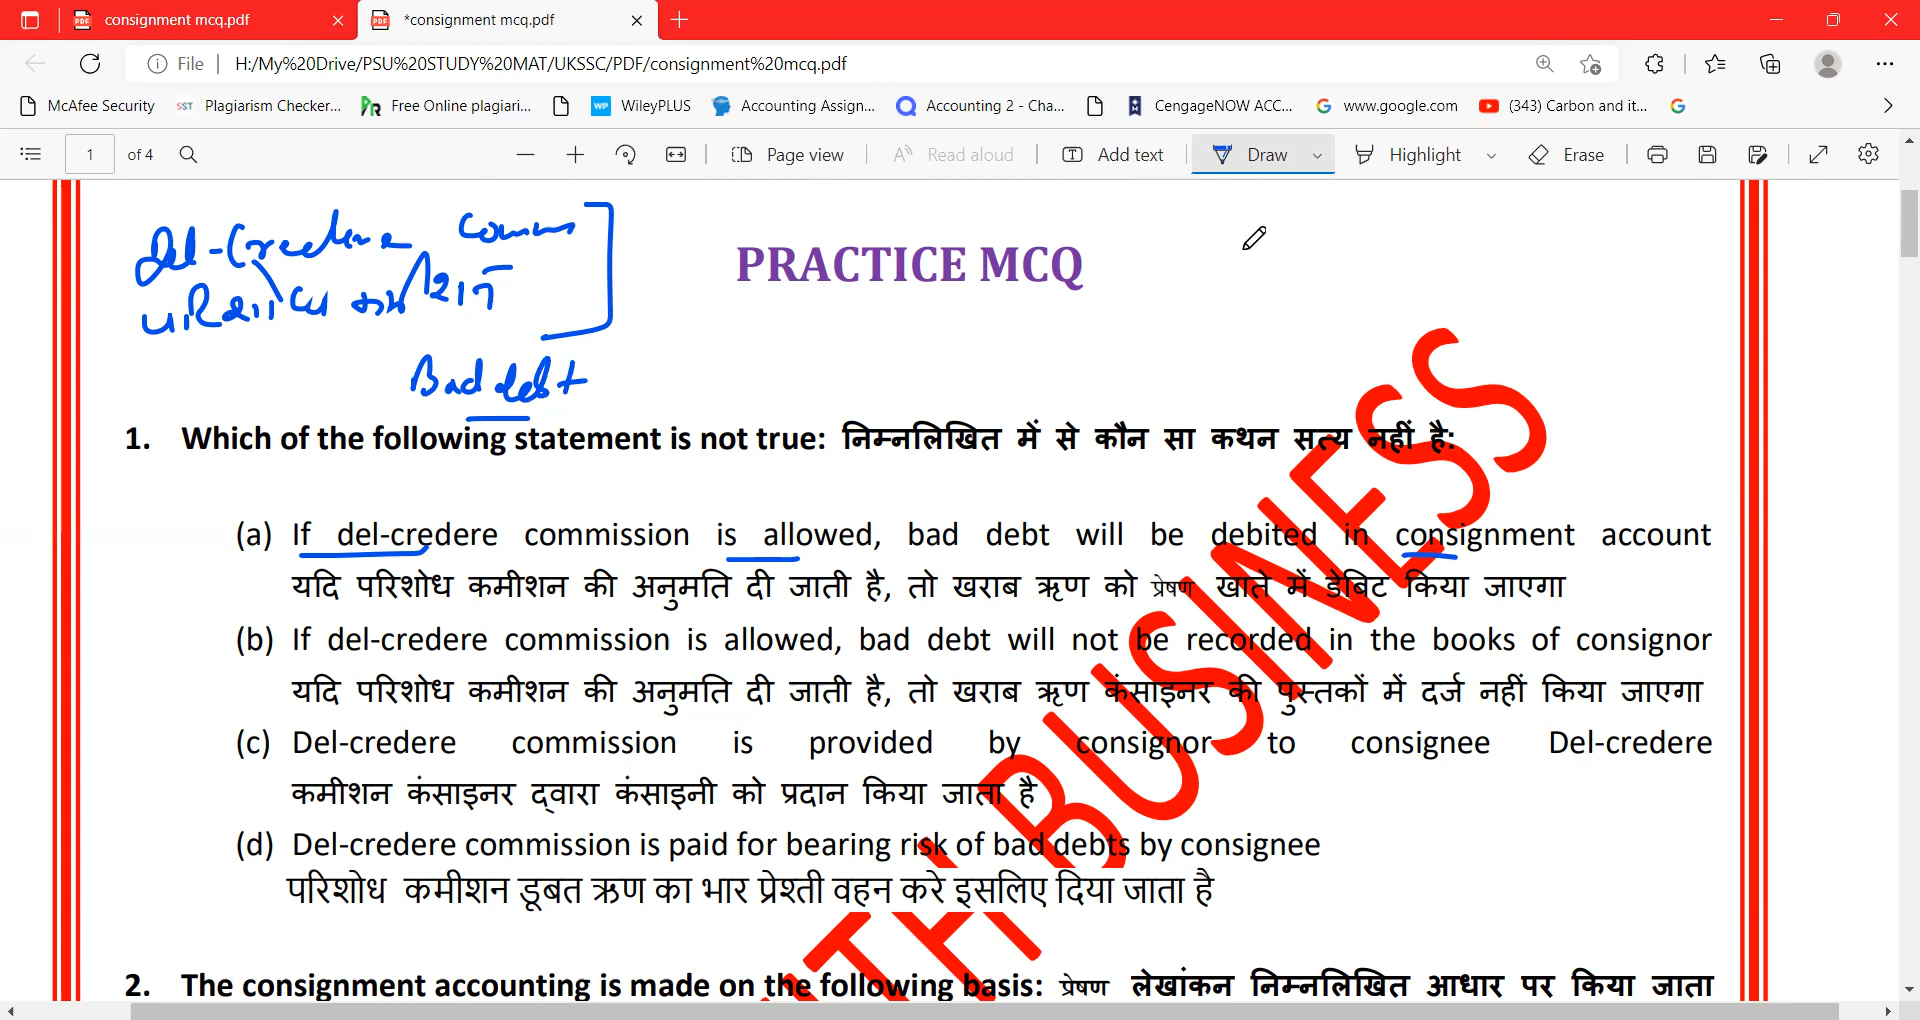 consignment mcq.pdf
*consignment mcq.pdf
File
H:/My%20Drive/PSU%20STUDY%20MAT/UKSSC/PDF/consignment%20mcq.pdf
McAfee Security
SST Plagiarism Checker...
Free Online plagiari...
WP WileyPLUS
Accounting Assign...
Accounting 2 - Cha...
CengageNOW ACC...
www.google.com
(343) Carbon and it...
1 of 4
Page view
Read aloud
Add text
Draw
Highlight
Erase
Del-Credere Comm
Bad debt
PRACTICE MCQ
1. Which of the following statement is not true: निम्नलिखित में से कौन सा कथन सत्य नहीं है:
(a) If del-credere commission is allowed, bad debt will be debited in consignment account
यदि परिशोध कमीशन की अनुमति दी जाती है, तो खराब ऋण को प्रेषण खाते में डेबिट किया जाएगा
(b) If del-credere commission is allowed, bad debt will not be recorded in the books of consignor
यदि परिशोध कमीशन की अनुमति दी जाती है, तो खराब ऋण कंसाइनर की पुस्तकों में दर्ज नहीं किया जाएगा
(c) Del-credere commission is provided by consignor to consignee Del-credere
कमीशन कंसाइनर द्वारा कंसाइनी को प्रदान किया जाता है
(d) Del-credere commission is paid for bearing risk of bad debts by consignee
परिशोध कमीशन डूबत ऋण का भार प्रेश्ती वहन करे इसलिए दिया जाता है
2. The consignment accounting is made on the following basis: प्रेषण लेखांकन निम्नलिखित आधार पर किया जाता
TH BUSINESS